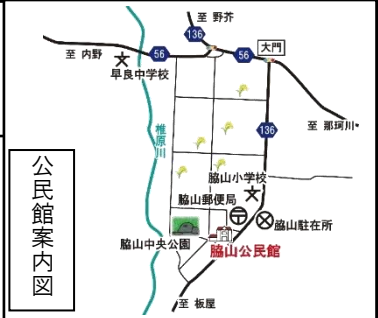 公民館案内図
至 野芥
136
至 内野
56
56
大門
早良中学校
椎原川
至 那珂川
136
脇山小学校
脇山郵便局
脇山駐在所
脇山中央公園
脇山公民館
至 板屋